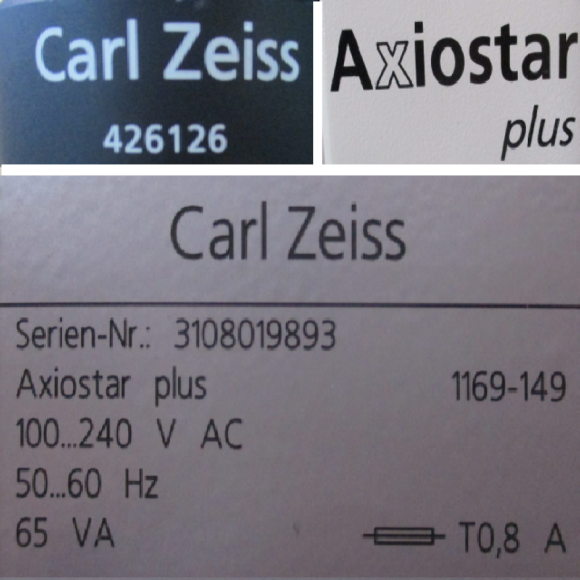 Carl Zeiss
426126
Axiostar
plus
Carl Zeiss
Serien-Nr.: 3108019893
Axiostar plus 1169-149
100...240 V AC
50...60 Hz
65 VA T0,8 A